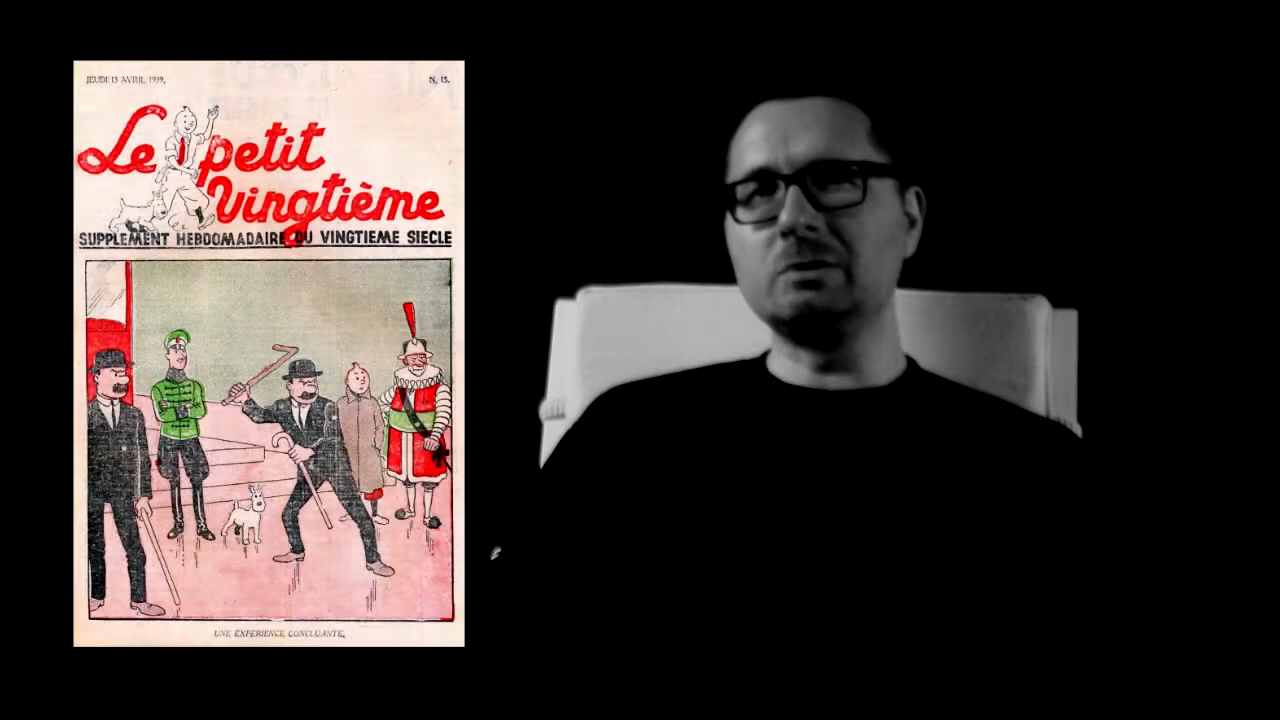 JEUDI 13 AVRIL 1939.
N. 15.
Le petit
Vingtième
SUPPLEMENT HEBDOMADAIRE DU VINGTIEME SIECLE
UNE EXPERIENCE CONCLUANTE.